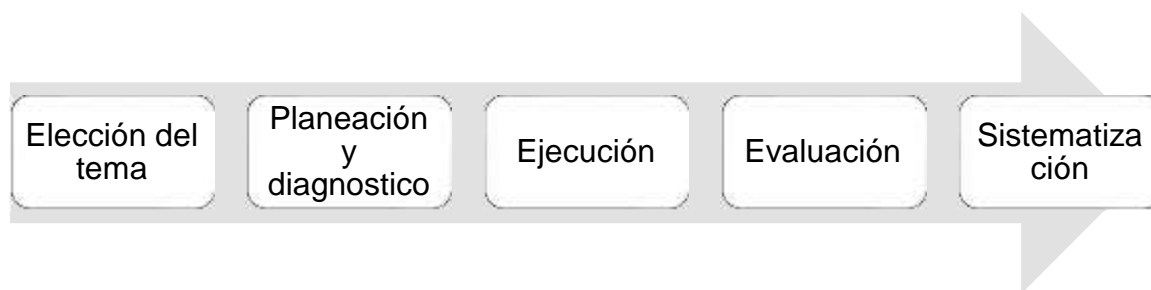 Elección del
tema
Planeación
y
diagnostico
Ejecución
Evaluación
Sistematiza
ción